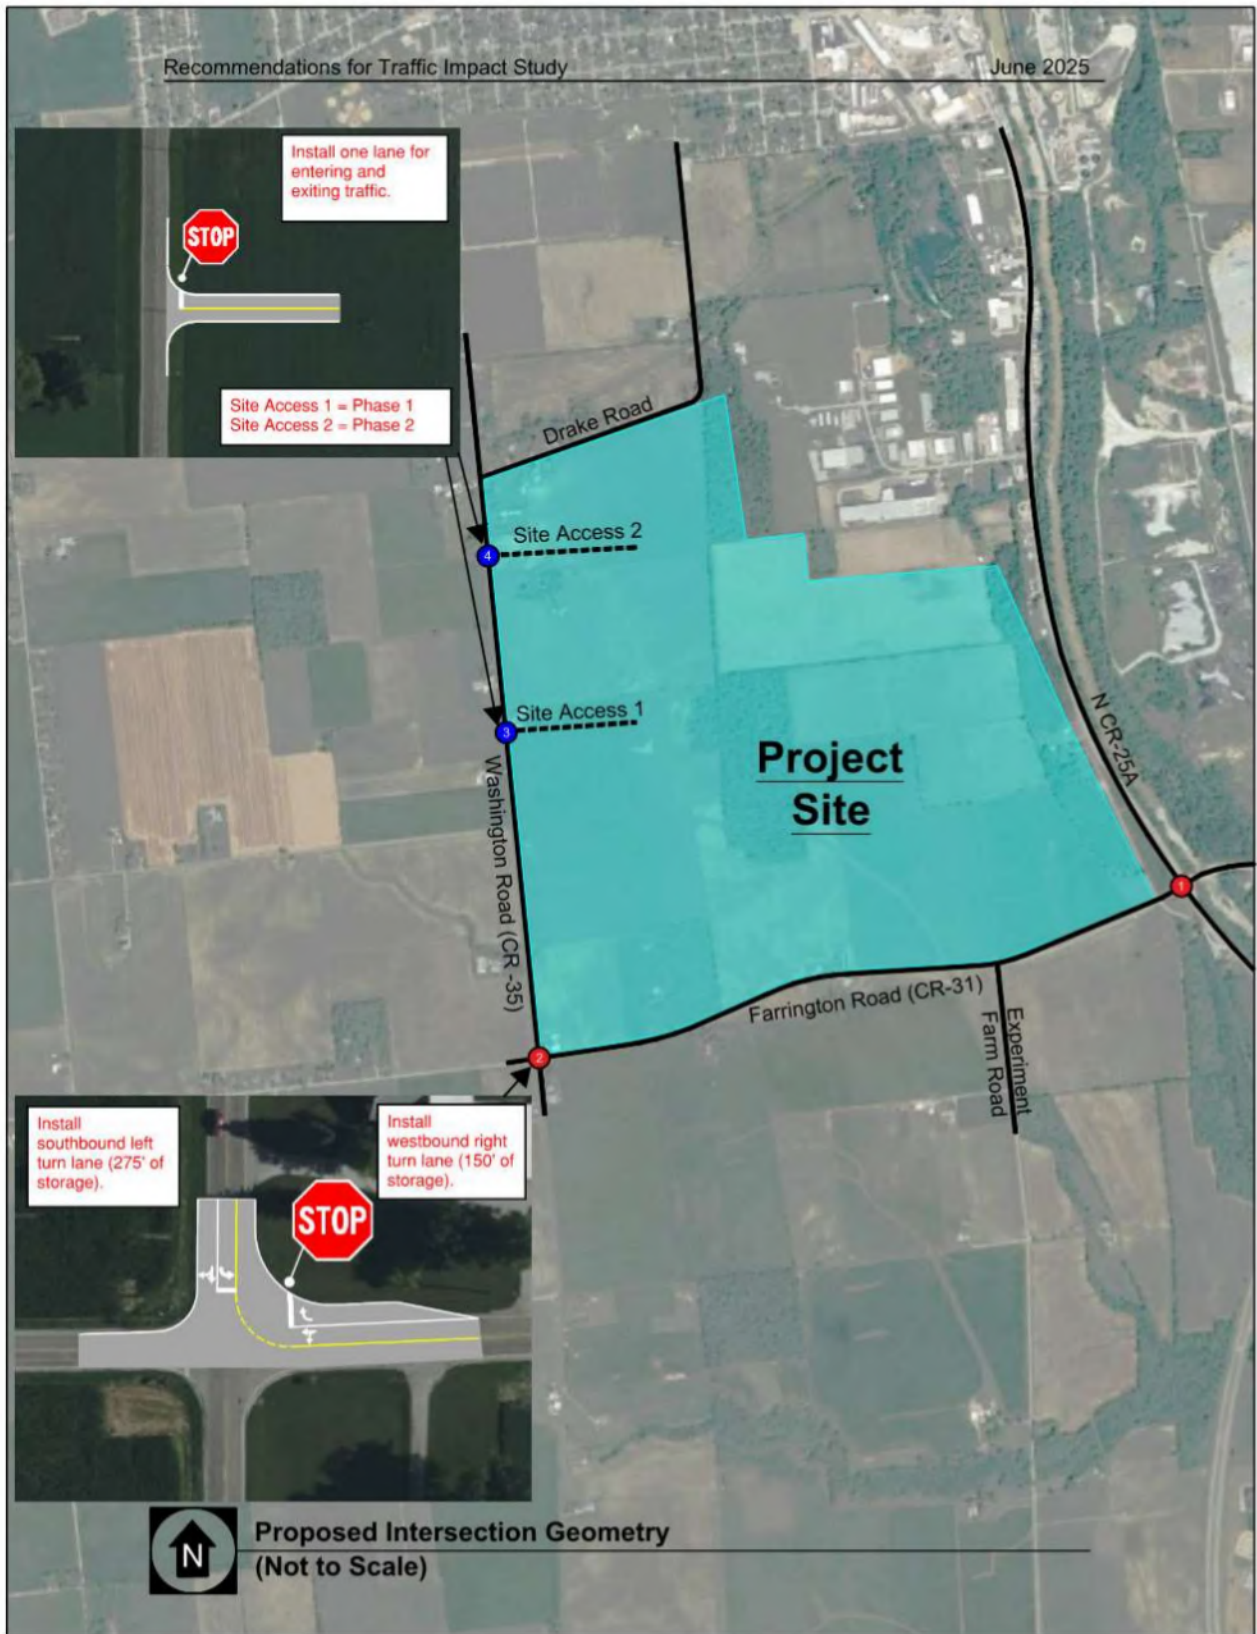 Recommendations for Traffic Impact Study
June 2025
Install one lane for
entering and
exiting traffic.
STOP
Site Access 1 = Phase 1
Site Access 2 = Phase 2
Drake Road
4
Site Access 2
3
Site Access 1
Washington Road (CR -35)
Project
Site
N CR-25A
1
Farrington Road (CR-31)
Experiment
Farm Road
2
Install
southbound left
turn lane (275' of
storage).
Install
westbound right
turn lane (150' of
storage).
STOP
N
Proposed Intersection Geometry
(Not to Scale)